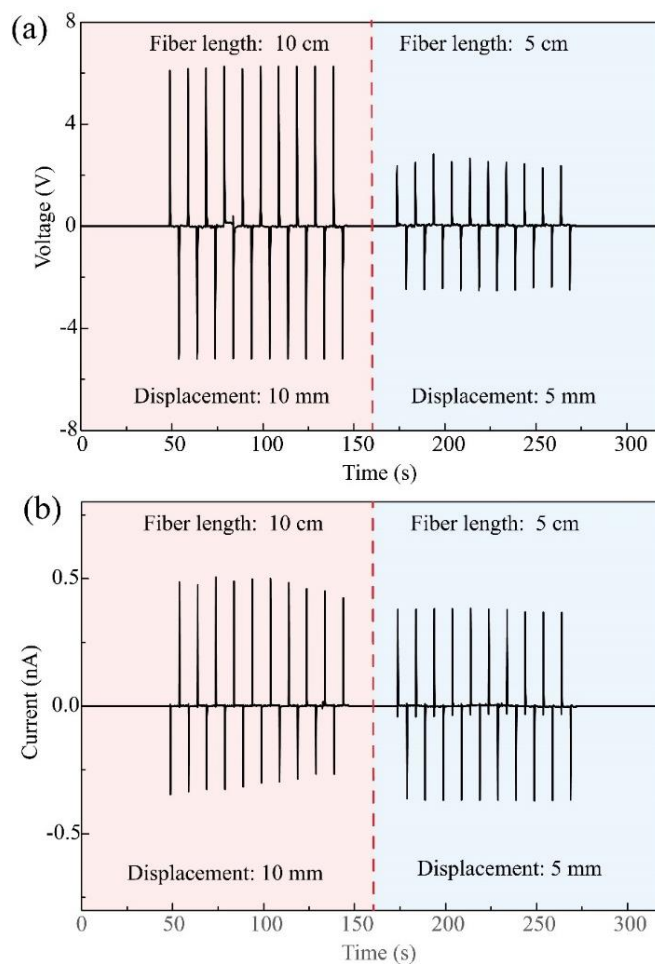 (a)
Fiber length: 10 cm
Fiber length: 5 cm
8
4
0
-4
-8
Voltage (V)
Displacement: 10 mm
Displacement: 5 mm
0 50 100 150 200 250 300
Time (s)
(b)
Fiber length: 10 cm
Fiber length: 5 cm
0.5
0.0
-0.5
Current (nA)
Displacement: 10 mm
Displacement: 5 mm
0 50 100 150 200 250 300
Time (s)